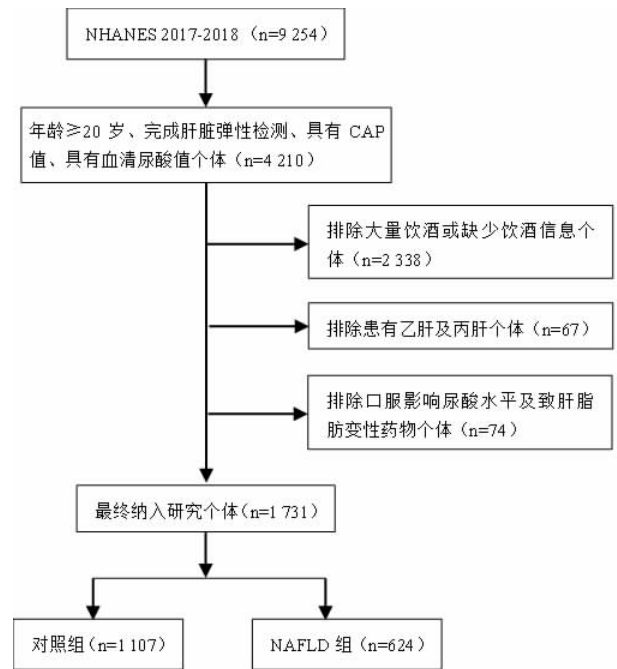 NHANES 2017-2018（n=9 254）
年龄≥20 岁、完成肝脏弹性检测、具有 CAP
值、具有血清尿酸值个体（n=4 210）
排除大量饮酒或缺少饮酒信息个
体（n=2 338）
排除患有乙肝及丙肝个体（n=67）
排除口服影响尿酸水平及致肝脂
肪变性药物个体（n=74）
最终纳入研究个体（n=1 731）
对照组（n=1 107）
NAFLD 组（n=624）